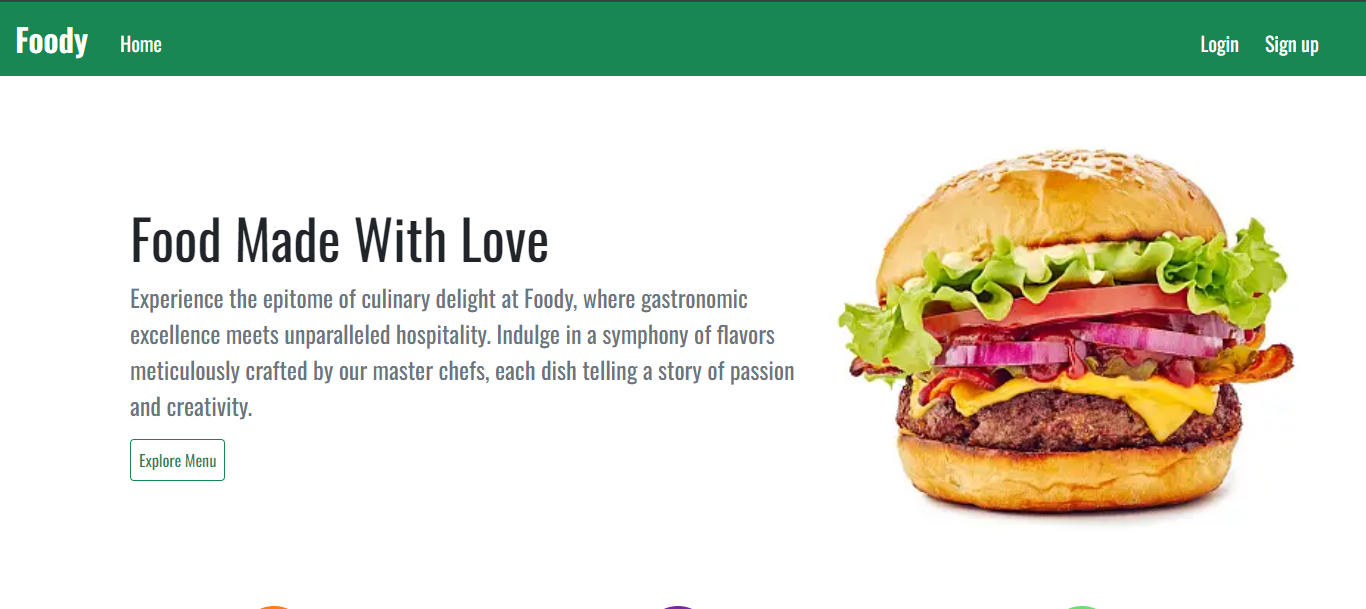 Foody Home Login Sign up
Food Made With Love
Experience the epitome of culinary delight at Foody, where gastronomic
excellence meets unparalleled hospitality. Indulge in a symphony of flavors
meticulously crafted by our master chefs, each dish telling a story of passion
and creativity.
Explore Menu